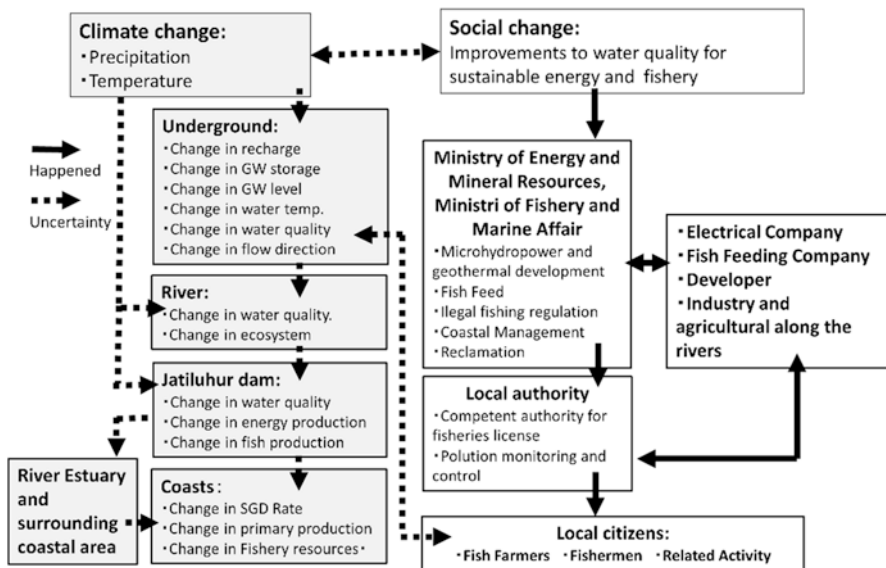 Climate change:
・Precipitation
・Temperature
Social change:
Improvements to water quality for
sustainable energy and fishery
Happened
Uncertainty
Underground:
・Change in recharge
・Change in GW storage
・Change in GW level
・Change in water temp.
・Change in water quality
・Change in flow direction
River:
・Change in water quality.
・Change in ecosystem
Jatiluhur dam:
・Change in water quality
・Change in energy production
・Change in fish production
River Estuary
and
surrounding
coastal area
Coasts：
・Change in SGD Rate
・Change in primary production
・Change in Fishery resources・
Ministry of Energy and
Mineral Resources,
Ministri of Fishery and
Marine Affair
・Microhydropower and
geothermal development
・Fish Feed
・Ilegal fishing regulation
・Coastal Management
・Reclamation
・Electrical Company
・Fish Feeding Company
・Developer
・Industry and
agricultural along the
rivers
Local authority
・Competent authority for
fisheries license
・Polution monitoring and
control
Local citizens:
・Fish Farmers ・Fishermen ・Related Activity